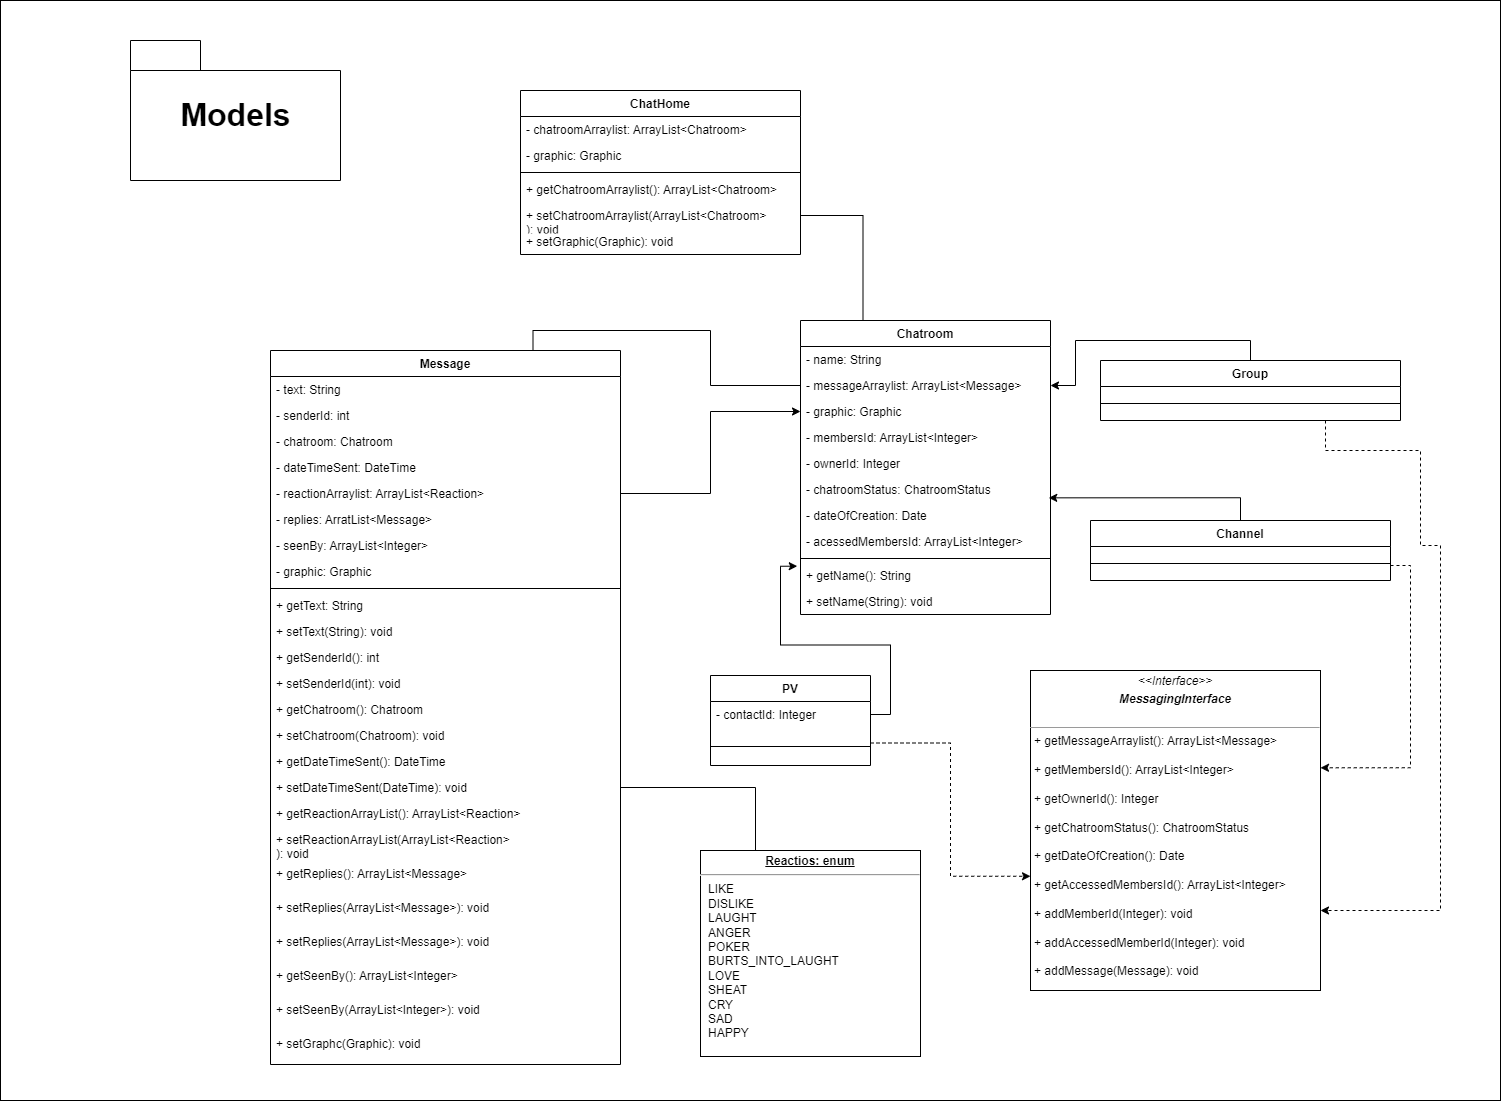 Models
ChatHome
- chatroomArraylist: ArrayList<Chatroom>
- graphic: Graphic
+ getChatroomArraylist(): ArrayList<Chatroom>
+ setChatroomArraylist(ArrayList<Chatroom>
): void
+ setGraphic(Graphic): void
Message
- text: String
- senderId: int
- chatroom: Chatroom
- dateTimeSent: DateTime
- reactionArraylist: ArrayList<Reaction>
- replies: ArratList<Message>
- seenBy: ArrayList<Integer>
- graphic: Graphic
+ getText: String
+ setText(String): void
+ getSenderId(): int
+ setSenderId(int): void
+ getChatroom(): Chatroom
+ setChatroom(Chatroom): void
+ getDateTimeSent(): DateTime
+ setDateTimeSent(DateTime): void
+ getReactionArrayList(): ArrayList<Reaction>
+ setReactionArrayList(ArrayList<Reaction>
): void
+ getReplies(): ArrayList<Message>
+ setReplies(ArrayList<Message>): void
+ setReplies(ArrayList<Message>): void
+ getSeenBy(): ArrayList<Integer>
+ setSeenBy(ArrayList<Integer>): void
+ setGraphc(Graphic): void
Chatroom
- name: String
- messageArraylist: ArrayList<Message>
- graphic: Graphic
- membersId: ArrayList<Integer>
- ownerId: Integer
- chatroomStatus: ChatroomStatus
- dateOfCreation: Date
- acessedMembersId: ArrayList<Integer>
+ getName(): String
+ setName(String): void
Group
Channel
PV
- contactId: Integer
Reactios: enum
LIKE
DISLIKE
LAUGHT
ANGER
POKER
BURTS_INTO_LAUGHT
LOVE
SHEAT
CRY
SAD
HAPPY
<<Interface>>
MessagingInterface
+ getMessageArraylist(): ArrayList<Message>
+ getMembersId(): ArrayList<Integer>
+ getOwnerId(): Integer
+ getChatroomStatus(): ChatroomStatus
+ getDateOfCreation(): Date
+ getAccessedMembersId(): ArrayList<Integer>
+ addMemberId(Integer): void
+ addAccessedMemberId(Integer): void
+ addMessage(Message): void